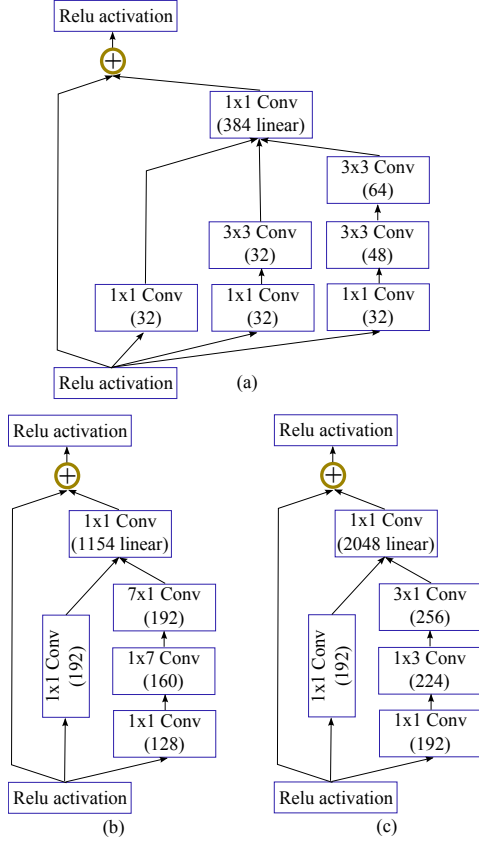 Relu activation
+
1x1 Conv
(384 linear)
3x3 Conv
(64)
3x3 Conv
(32)
3x3 Conv
(48)
1x1 Conv
(32)
1x1 Conv
(32)
1x1 Conv
(32)
Relu activation
(a)
Relu activation
+
1x1 Conv
(1154 linear)
7x1 Conv
(192)
1x1 Conv
(192)
1x7 Conv
(160)
1x1 Conv
(128)
Relu activation
(b)
Relu activation
+
1x1 Conv
(2048 linear)
3x1 Conv
(256)
1x1 Conv
(192)
1x3 Conv
(224)
1x1 Conv
(192)
Relu activation
(c)